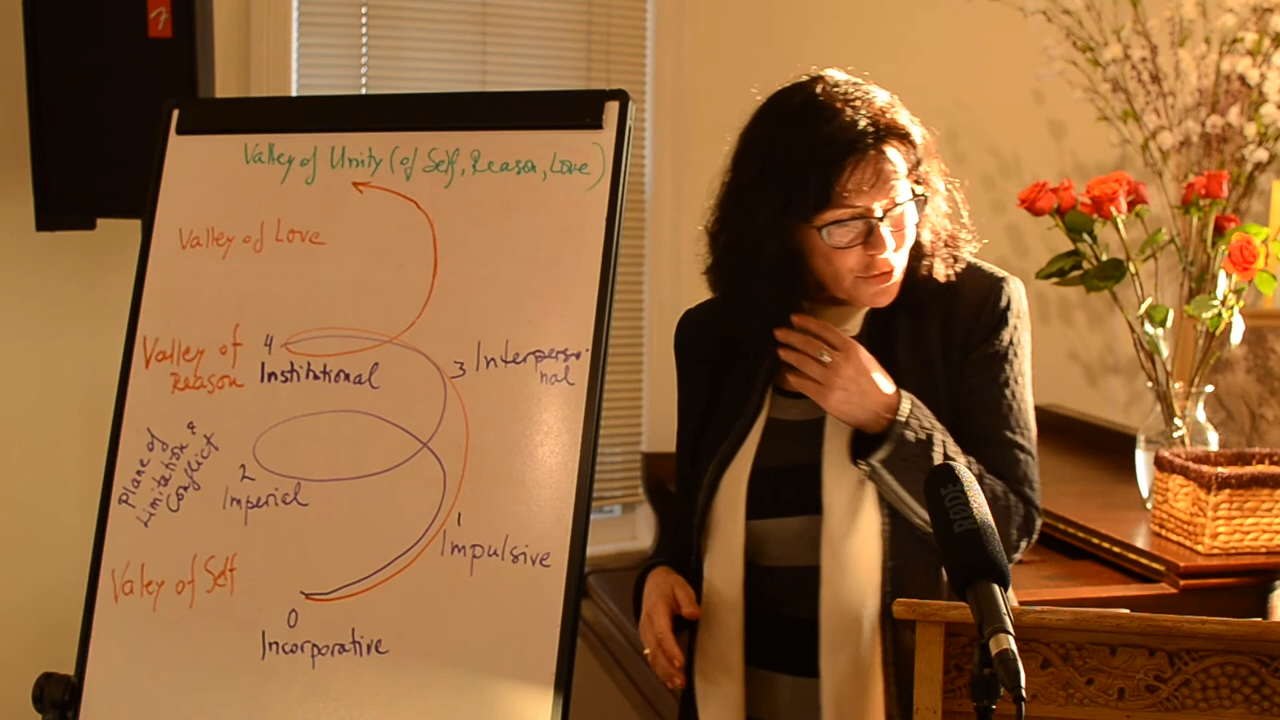 Valley of Unity (of Self, Reason, Love)
Valley of Love
Valley of
Reason
4
Institutional
3 Interperso-
nal
Plane of
Limitation &
Conflict
2
Imperial
1
Impulsive
Valey of Self
0
Incorporative
RØDE